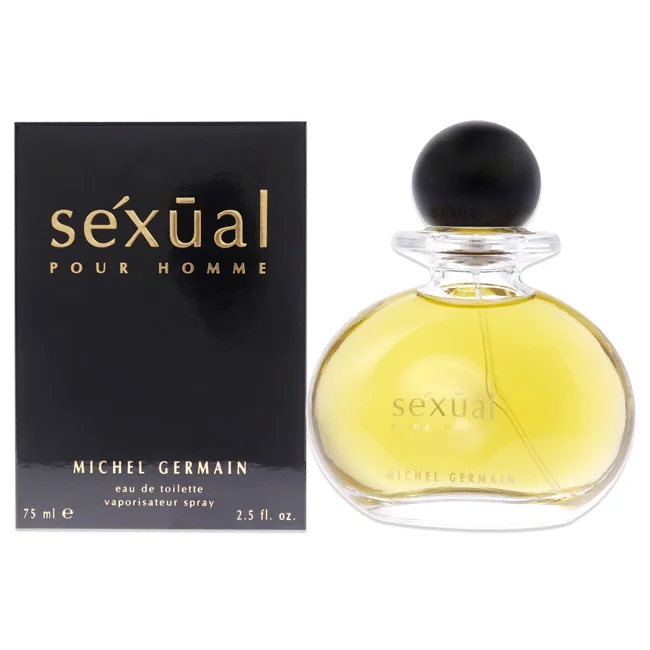 séxūal
POUR HOMME
MICHEL GERMAIN
eau de toilette
vaporisateur spray
75 ml ℮
2.5 fl. oz.
séxūal
POUR
MICHEL GERMAIN